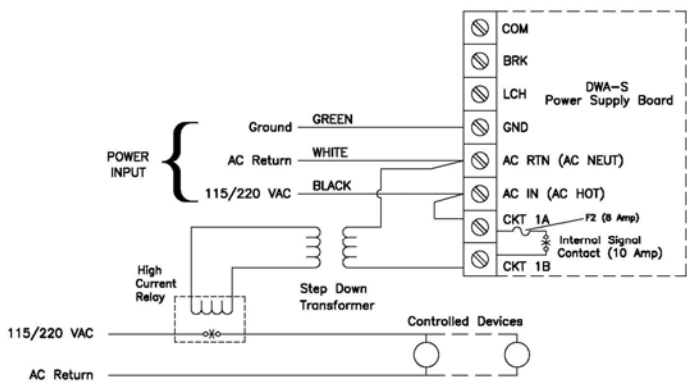 COM
BRK
LCH
DWA-S
Power Supply Board
GND
AC RTN (AC NEUT)
AC IN (AC HOT)
CKT 1A
F2 (8 Amp)
Internal Signal
Contact (10 Amp)
CKT 1B
POWER
INPUT
Ground
GREEN
AC Return
WHITE
115/220 VAC
BLACK
High
Current
Relay
Step Down
Transformer
Controlled Devices
115/220 VAC
AC Return